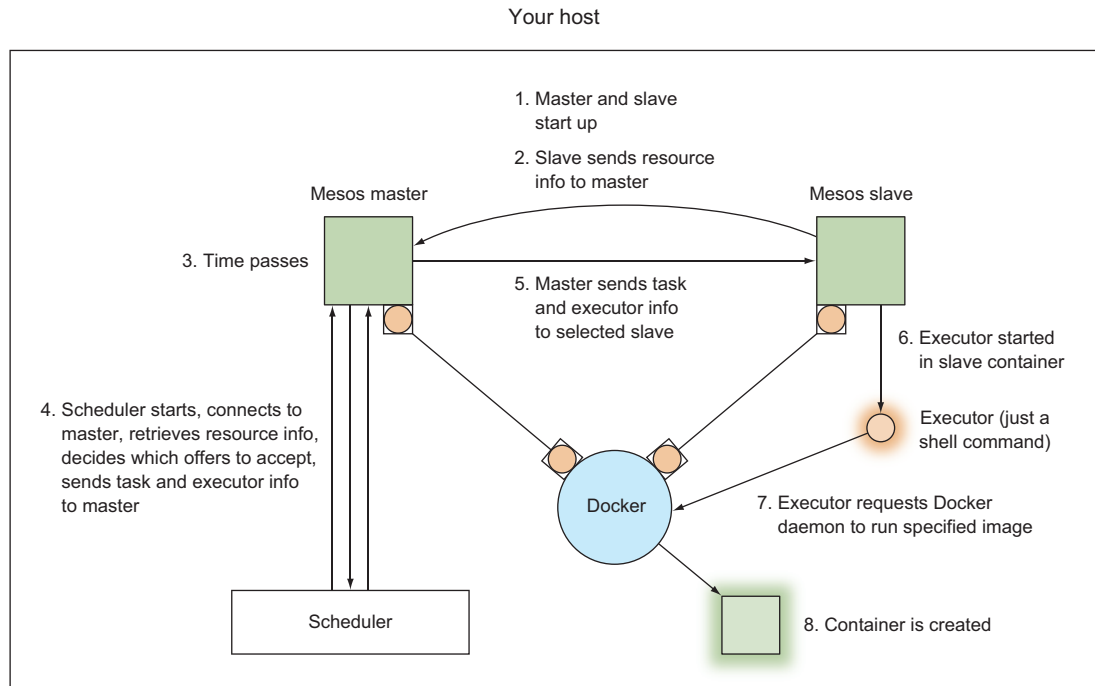 Your host
1. Master and slave
start up
2. Slave sends resource
info to master
Mesos master
Mesos slave
3. Time passes
5. Master sends task
and executor info
to selected slave
6. Executor started
in slave container
4. Scheduler starts, connects to
master, retrieves resource info,
decides which offers to accept,
sends task and executor info
to master
Executor (just a
shell command)
Docker
7. Executor requests Docker
daemon to run specified image
Scheduler
8. Container is created